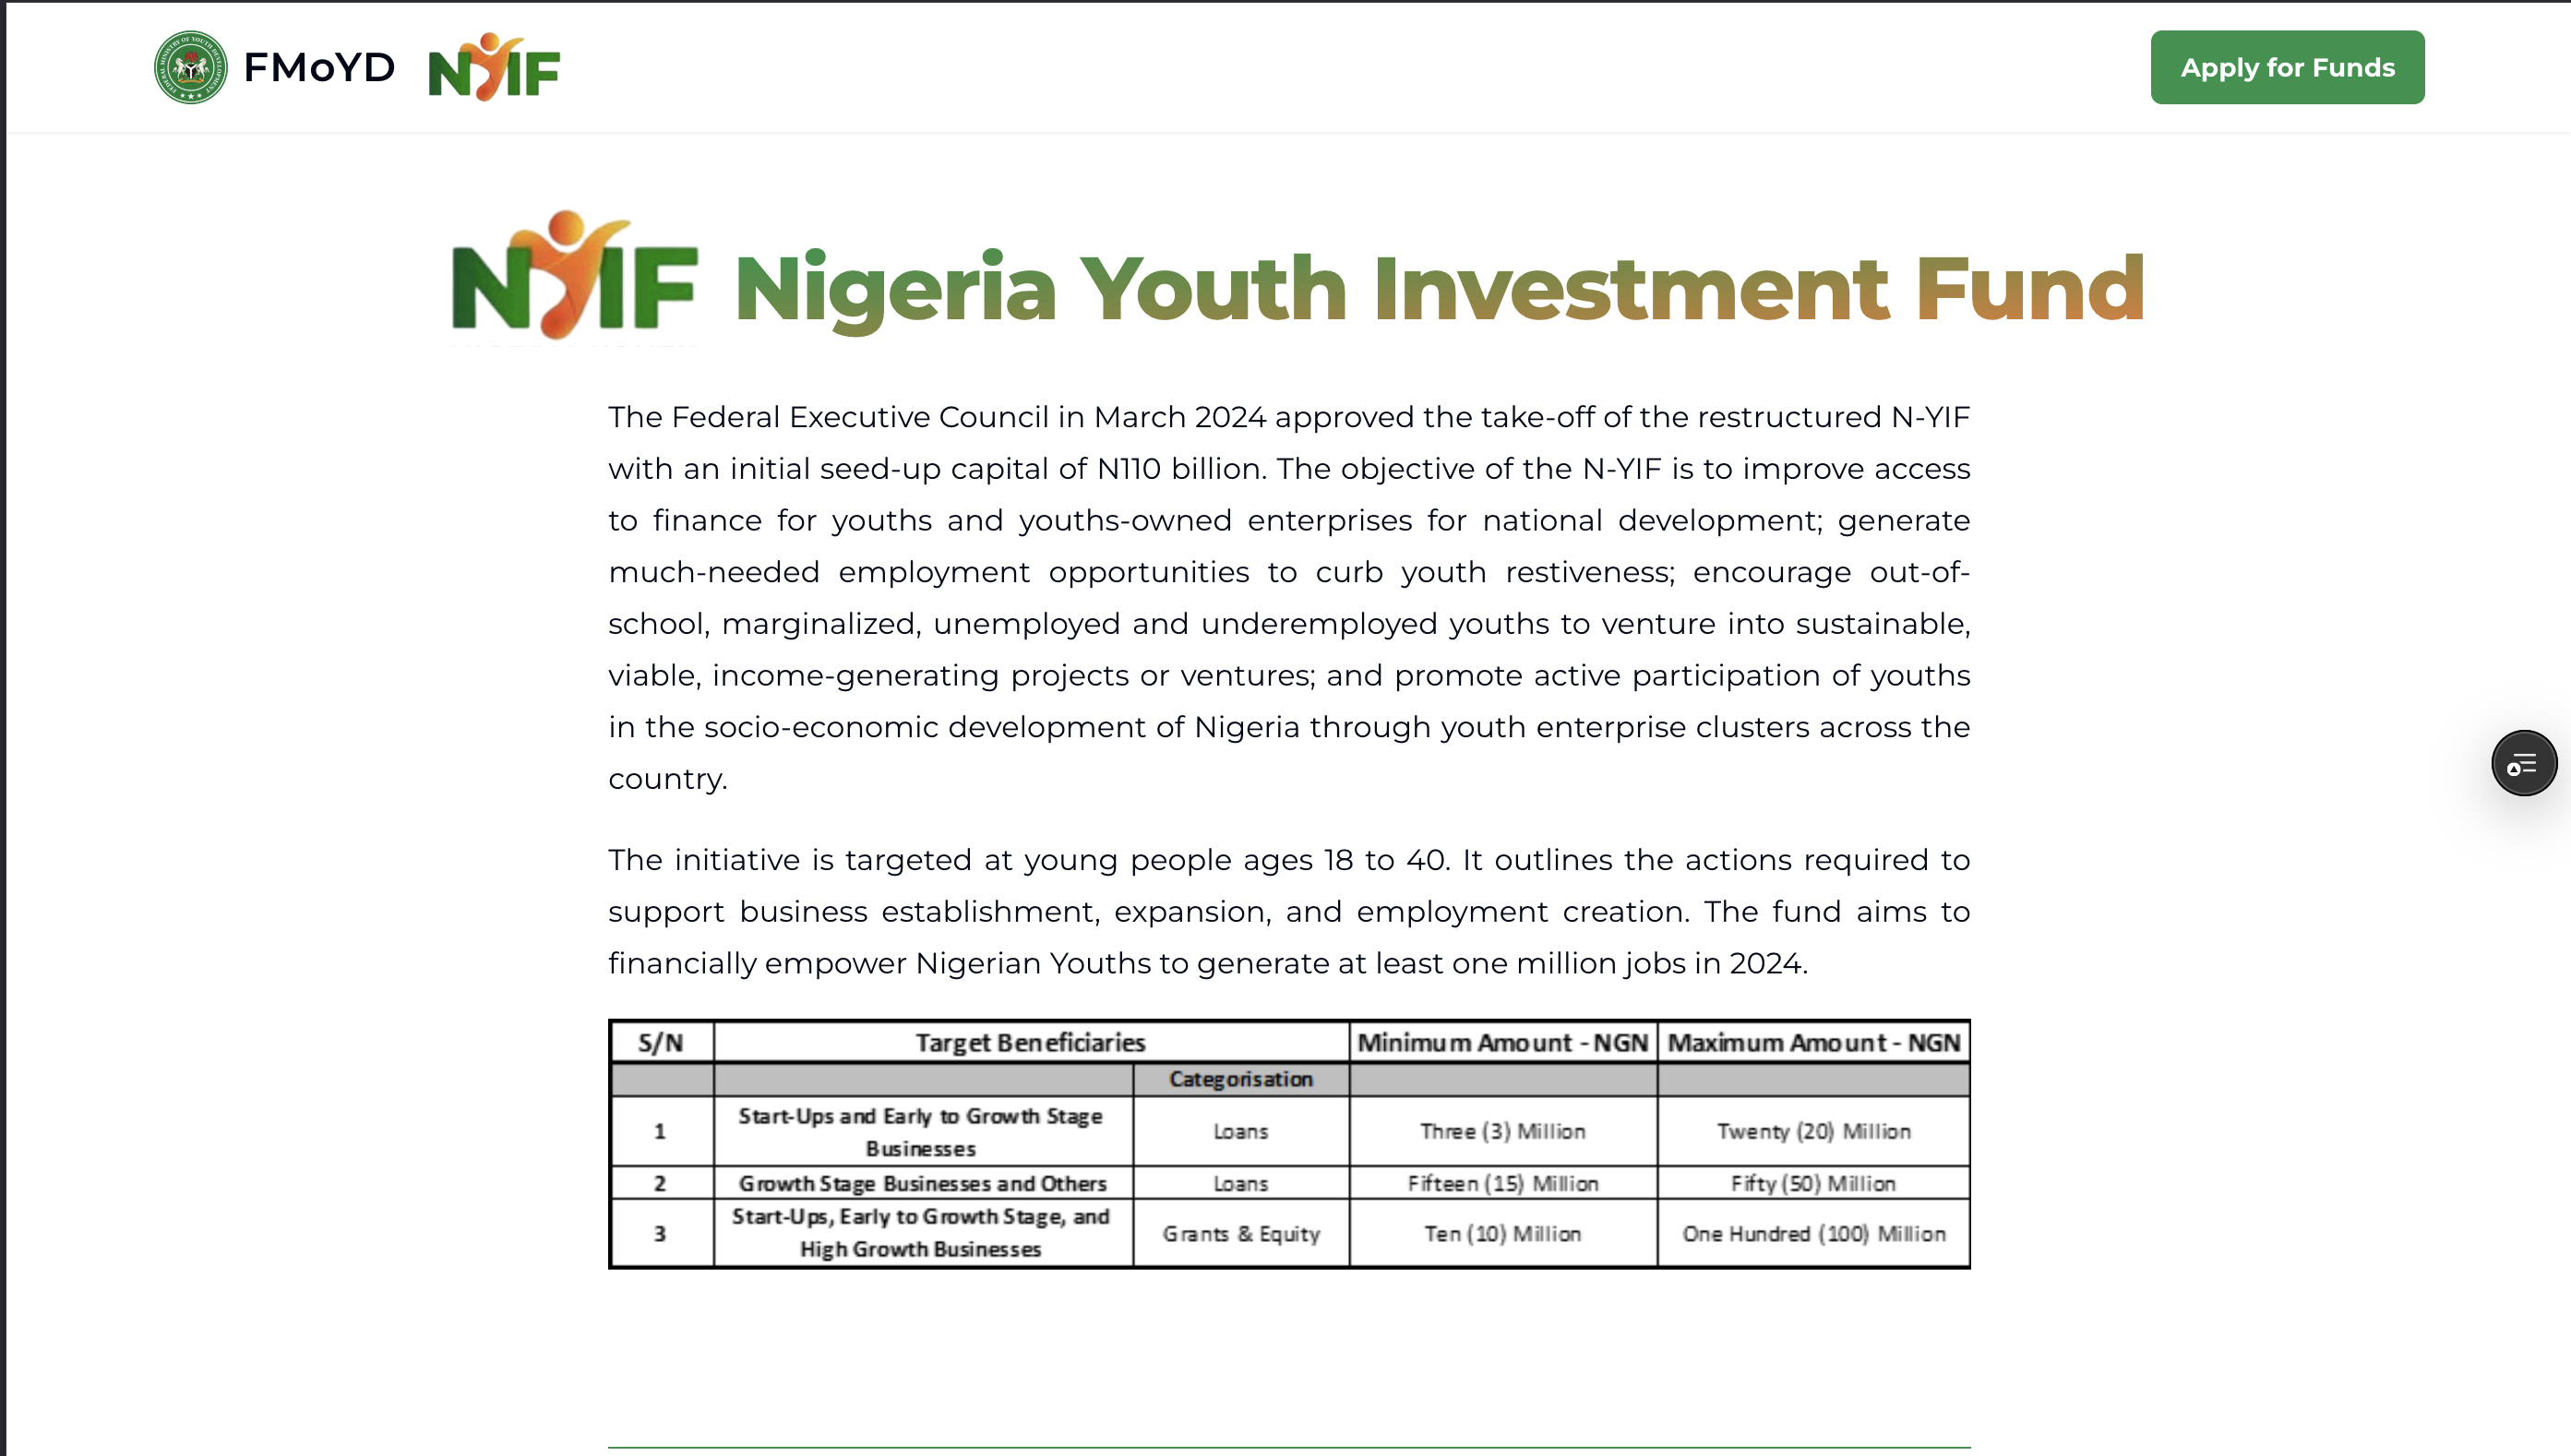 FEDERAL MINISTRY OF YOUTH DEVELOPMENT
FMoYD
NYIF
Apply for Funds
NYIF
Nigeria Youth Investment Fund
The Federal Executive Council in March 2024 approved the take-off of the restructured N-YIF
with an initial seed-up capital of N110 billion. The objective of the N-YIF is to improve access
to finance for youths and youths-owned enterprises for national development; generate
much-needed employment opportunities to curb youth restiveness; encourage out-of-
school, marginalized, unemployed and underemployed youths to venture into sustainable,
viable, income-generating projects or ventures; and promote active participation of youths
in the socio-economic development of Nigeria through youth enterprise clusters across the
country.
The initiative is targeted at young people ages 18 to 40. It outlines the actions required to
support business establishment, expansion, and employment creation. The fund aims to
financially empower Nigerian Youths to generate at least one million jobs in 2024.
S/N Target Beneficiaries Minimum Amount - NGN Maximum Amount - NGN
Categorisation
1 Start-Ups and Early to Growth Stage
Businesses Loans Three (3) Million Twenty (20) Million
2 Growth Stage Businesses and Others Loans Fifteen (15) Million Fifty (50) Million
3 Start-Ups, Early to Growth Stage, and
High Growth Businesses Grants & Equity Ten (10) Million One Hundred (100) Million